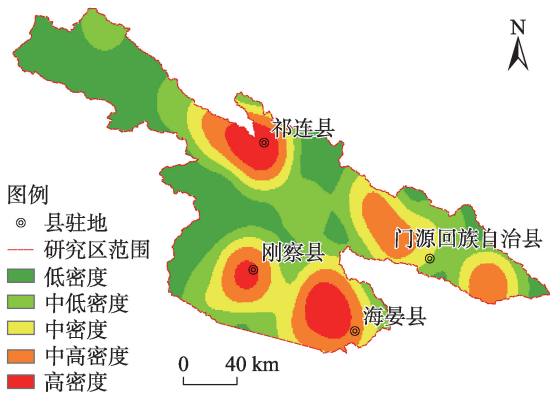 N
祁连县
门源回族自治县
刚察县
海晏县
图例
县驻地
研究区范围
低密度
中低密度
中密度
中高密度
高密度
0 40 km